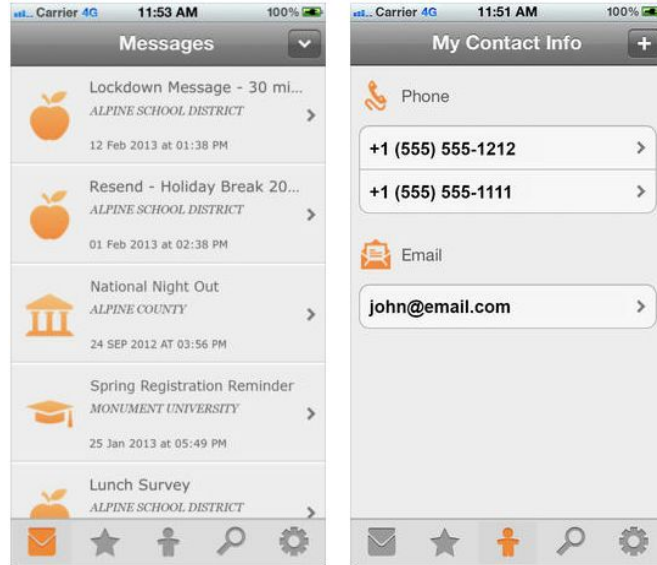 Carrier 4G 11:53 AM 100%
Messages
Lockdown Message - 30 mi...
ALPINE SCHOOL DISTRICT
12 Feb 2013 at 01:38 PM
Resend - Holiday Break 20...
ALPINE SCHOOL DISTRICT
01 Feb 2013 at 02:38 PM
National Night Out
ALPINE COUNTY
24 SEP 2012 AT 03:56 PM
Spring Registration Reminder
MONUMENT UNIVERSITY
25 Jan 2013 at 05:49 PM
Lunch Survey
ALPINE SCHOOL DISTRICT
Carrier 4G 11:51 AM 100%
My Contact Info
Phone
+1 (555) 555-1212
+1 (555) 555-1111
Email
john@email.com